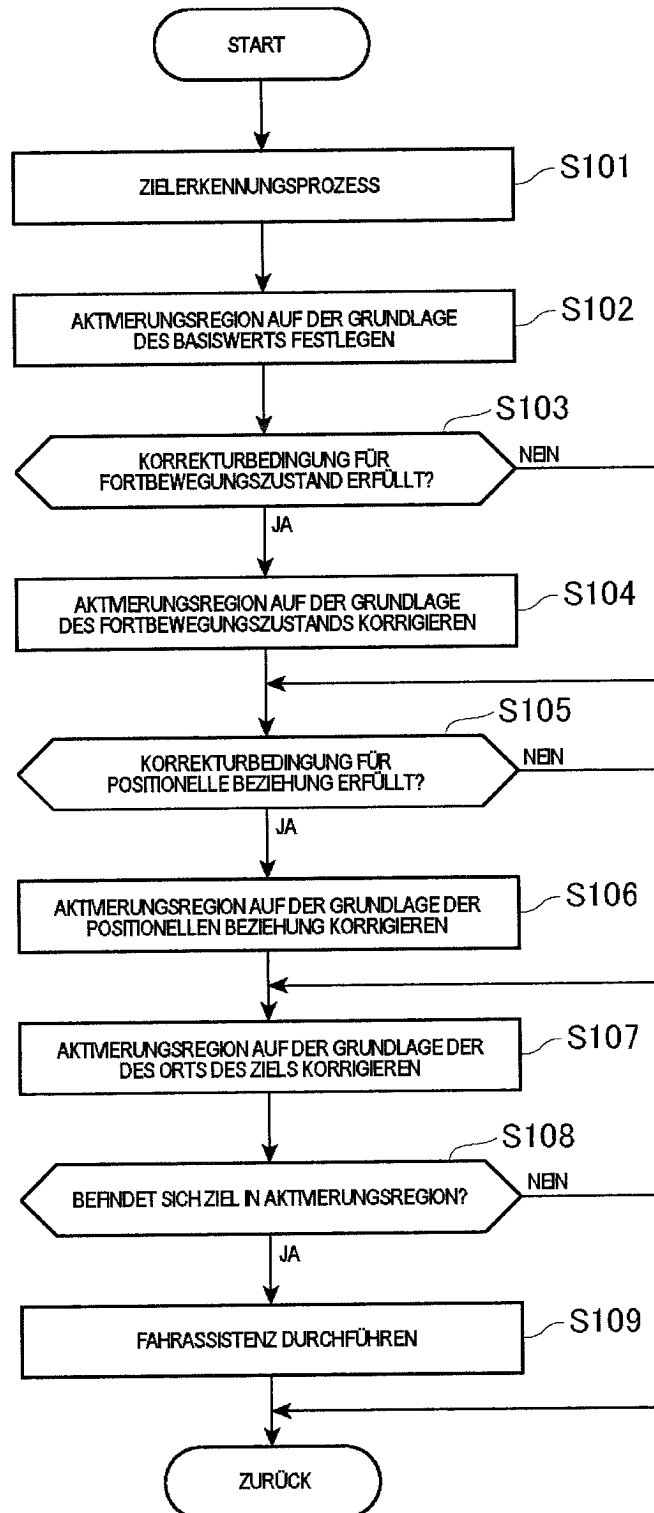 START
ZIELERKENNUNGSPROZESS
S101
AKTIVIERUNGSREGION AUF DER GRUNDLAGE
DES BASISWERTS FESTLEGEN
S102
S103
KORREKTURBEDINGUNG FÜR
FORTBEWEGUNGSZUSTAND ERFÜLLT?
NEIN
JA
AKTIVIERUNGSREGION AUF DER GRUNDLAGE
DES FORTBEWEGUNGSZUSTANDS KORRIGIEREN
S104
S105
KORREKTURBEDINGUNG FÜR
POSITIONELLE BEZIEHUNG ERFÜLLT?
NEIN
JA
AKTIVIERUNGSREGION AUF DER GRUNDLAGE DER
POSITIONELLEN BEZIEHUNG KORRIGIEREN
S106
AKTIVIERUNGSREGION AUF DER GRUNDLAGE DER
DES ORTS DES ZIELS KORRIGIEREN
S107
S108
BEFINDET SICH ZIEL IN AKTIVIERUNGSREGION?
NEIN
JA
FAHRASSISTENZ DURCHFÜHREN
S109
ZURÜCK